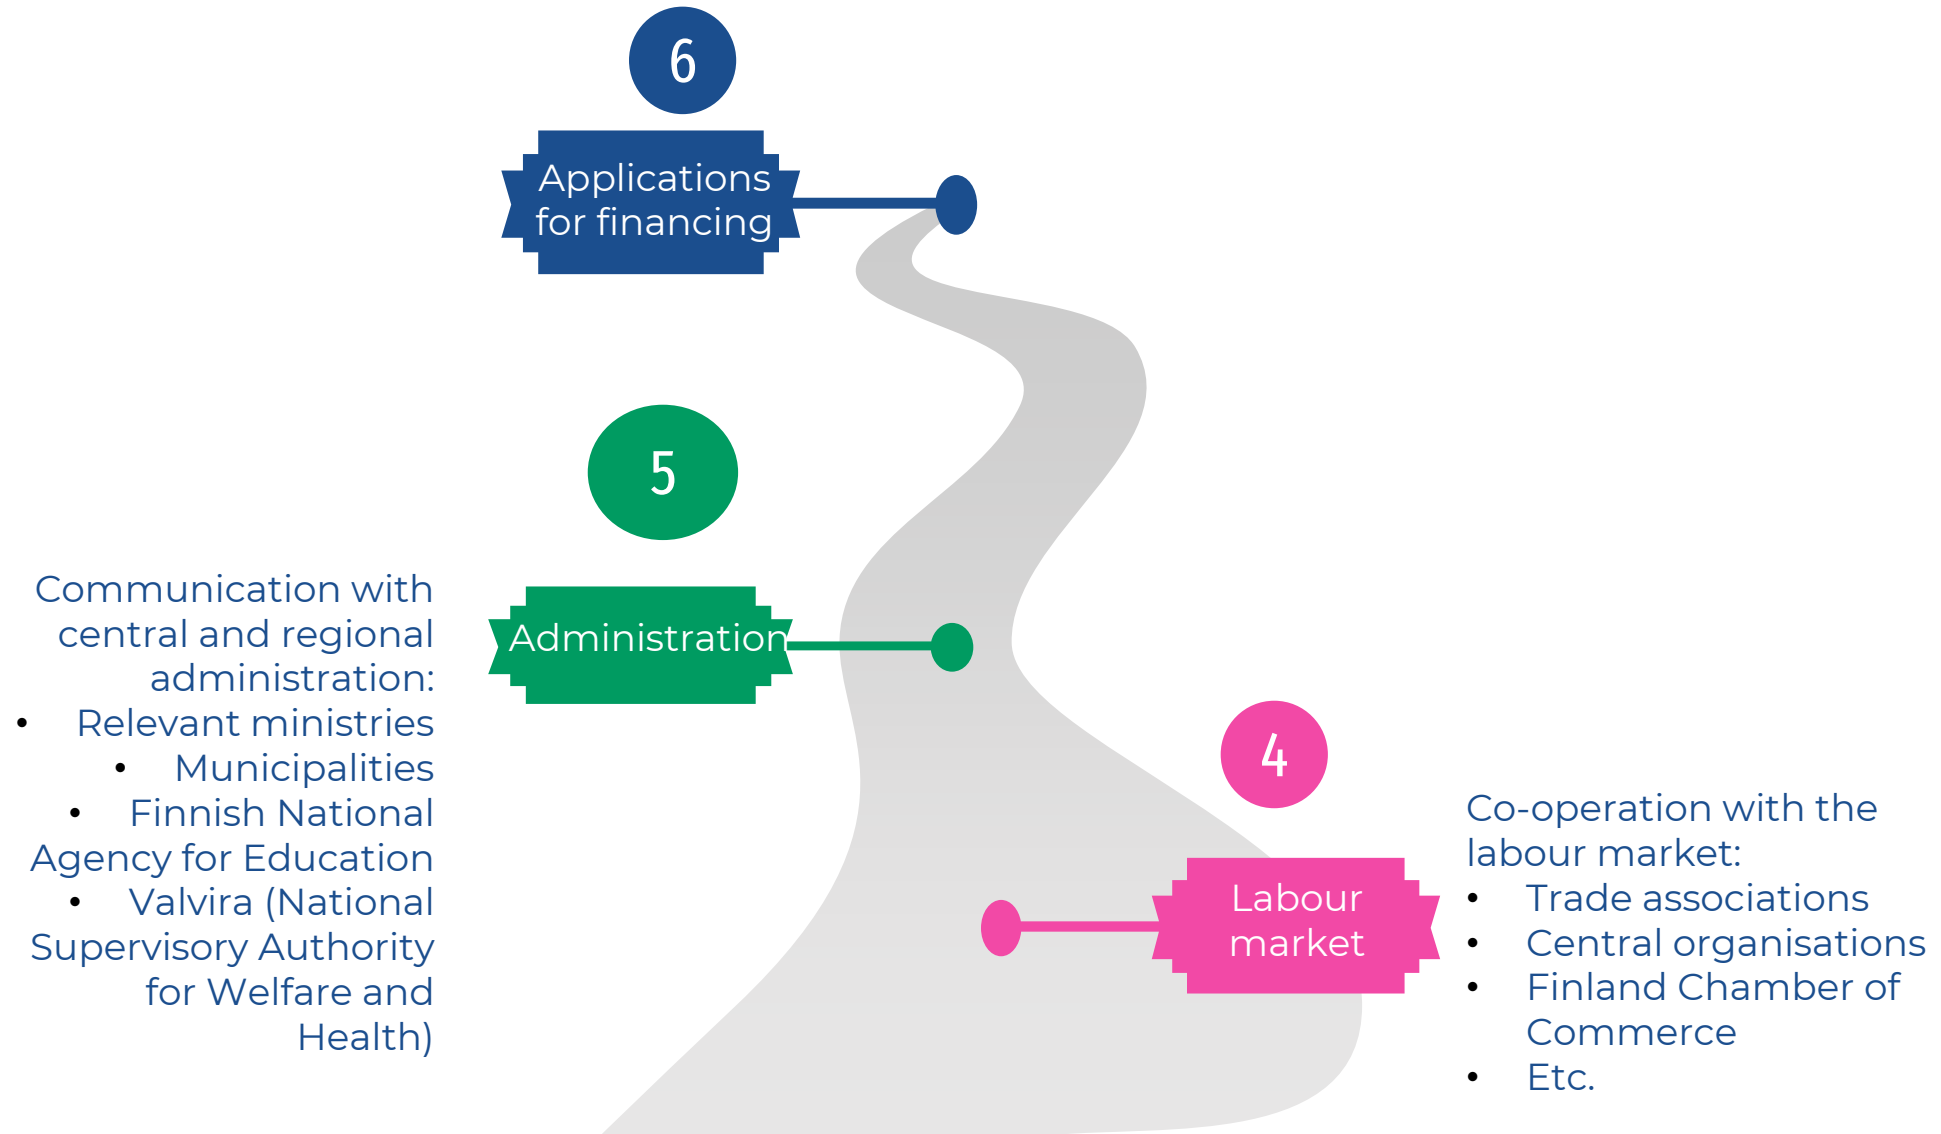 6
Applications
for financing
5
Administration
Communication with
central and regional
administration:
• Relevant ministries
• Municipalities
• Finnish National
Agency for Education
• Valvira (National
Supervisory Authority
for Welfare and
Health)
4
Labour
market
Co-operation with the
labour market:
• Trade associations
• Central organisations
• Finland Chamber of
Commerce
• Etc.